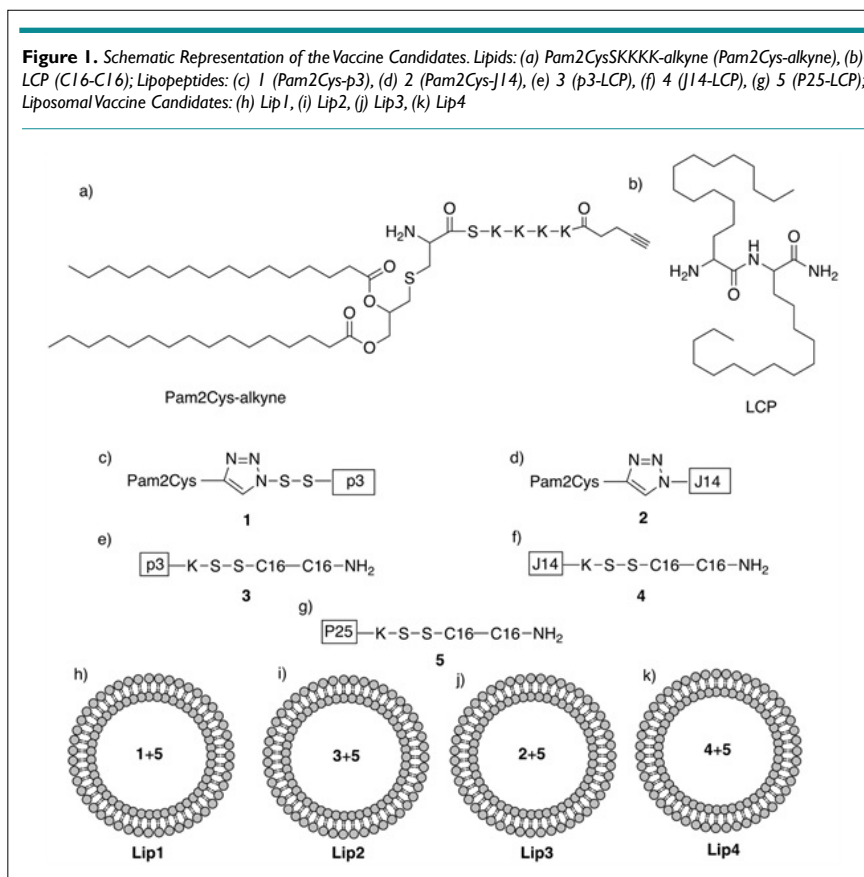 Figure 1. Schematic Representation of the Vaccine Candidates. Lipids: (a) Pam2CysSKKKK-alkyne (Pam2Cys-alkyne), (b)
LCP (C16-C16); Lipopeptides: (c) 1 (Pam2Cys-p3), (d) 2 (Pam2Cys-J14), (e) 3 (p3-LCP), (f) 4 (J14-LCP), (g) 5 (P25-LCP);
Liposomal Vaccine Candidates: (h) Lip1, (i) Lip2, (j) Lip3, (k) Lip4
a)
O
H₂N S—K—K—K—K O
S
O
O
O
O
Pam2Cys-alkyne
b)
H₂N O H N O NH₂
LCP
c)
N=N
Pam2Cys N—S—S—p3
1
d)
N=N
Pam2Cys N—J14
2
e)
p3—K—S—S—C16—C16—NH₂
3
f)
J14—K—S—S—C16—C16—NH₂
4
g)
P25—K—S—S—C16—C16—NH₂
5
h)
1+5
Lip1
i)
3+5
Lip2
j)
2+5
Lip3
k)
4+5
Lip4